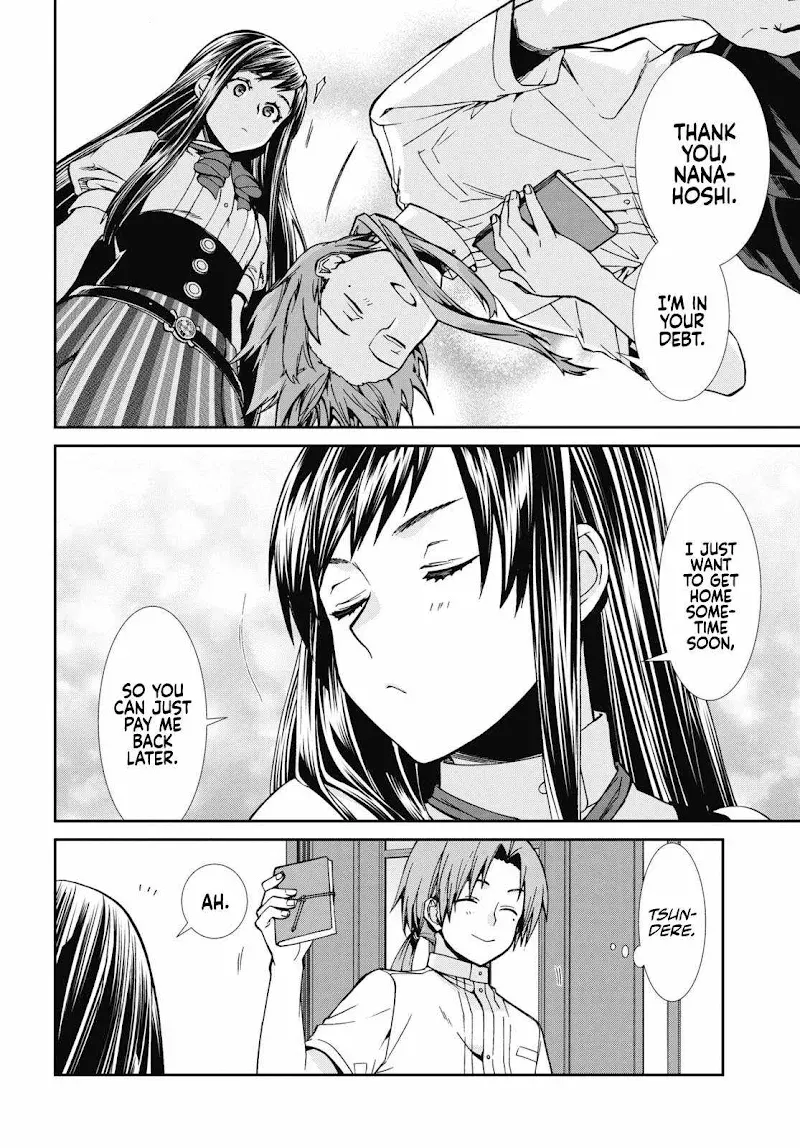 THANK
YOU,
NANA-
HOSHI.
I'M IN
YOUR
DEBT.
I JUST
WANT
TO GET
HOME
SOME-
TIME
SOON,
SO YOU
CAN JUST
PAY ME
BACK
LATER.
AH.
TSUN-
DERE.